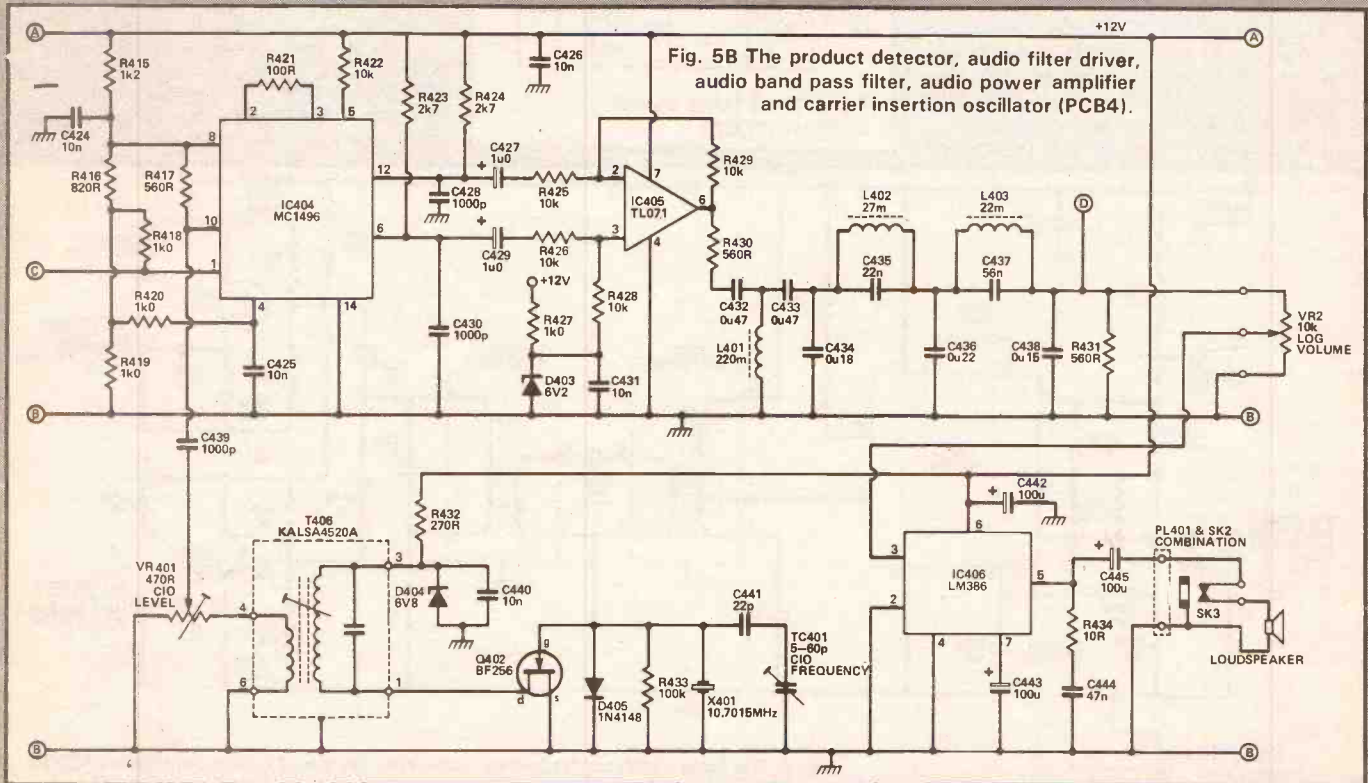 A
+12V
A
Fig. 5B The product detector, audio filter driver,
audio band pass filter, audio power amplifier
and carrier insertion oscillator (PCB4).
R415
1k2
R421
100R
R422
10k
R423
2k7
R424
2k7
C426
10n
C424
10n
2
3
5
8
R416
820R
R417
560R
R418
1k0
10
1
IC404
MC1496
12
6
4
14
C427
1u0
+
C428
1000p
R425
10k
+
C429
1u0
R426
10k
2
3
7
4
6
IC405
TL071
R429
10k
R430
560R
L402
27m
L403
22m
D
C435
22n
C437
56n
C432
0u47
C433
0u47
L401
220m
C434
0u18
C436
0u22
C438
0u15
R431
560R
VR2
10k
LOG
VOLUME
C
R420
1k0
R419
1k0
C425
10n
C430
1000p
+12V
R427
1k0
R428
10k
D403
6V2
C431
10n
B
B
C439
1000p
T406
KALSA4520A
VR401
470R
CIO
LEVEL
4
6
3
1
R432
270R
D404
6V8
C440
10n
Q402
BF256
g
d
s
D405
1N4148
R433
100k
X401
10.7015MHz
C441
22p
TC401
5–60p
CIO
FREQUENCY
+
C442
100u
6
3
2
IC406
LM386
5
4
7
+
C443
100u
+
C445
100u
R434
10R
C444
47n
PL401 & SK2
COMBINATION
SK3
LOUDSPEAKER
B
B